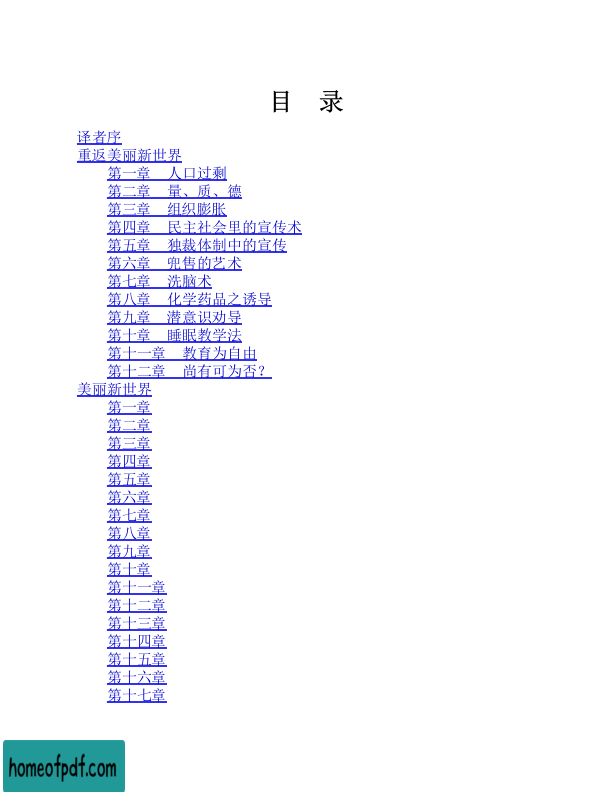 目 录
译者序
重返美丽新世界
第一章 人口过剩
第二章 量、质、德
第三章 组织膨胀
第四章 民主社会里的宣传术
第五章 独裁体制中的宣传
第六章 兜售的艺术
第七章 洗脑术
第八章 化学药品之诱导
第九章 潜意识劝导
第十章 睡眠教学法
第十一章 教育为自由
第十二章 尚有可为否？
美丽新世界
第一章
第二章
第三章
第四章
第五章
第六章
第七章
第八章
第九章
第十章
第十一章
第十二章
第十三章
第十四章
第十五章
第十六章
第十七章
homeofpdf.com